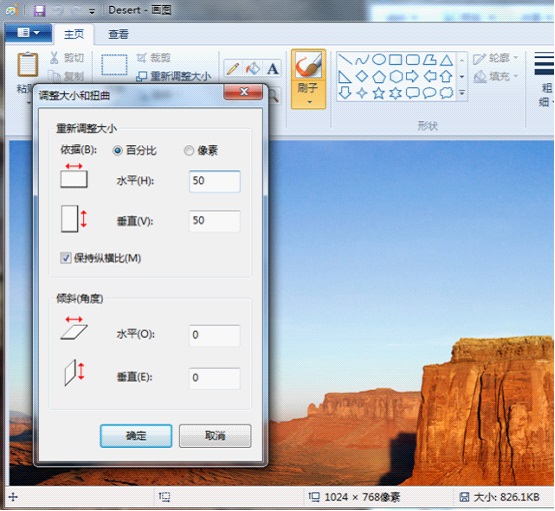 Desert - 画图
主页
查看
剪切
复制
裁剪
重新调整大小
A
刷子
轮廓
填充
粗
形状
调整大小和扭曲
重新调整大小
依据(B):
百分比
像素
水平(H):
50
垂直(V):
50
保持纵横比(M)
倾斜(角度)
水平(O):
0
垂直(E):
0
确定
取消
1024 × 768像素
大小: 826.1KB